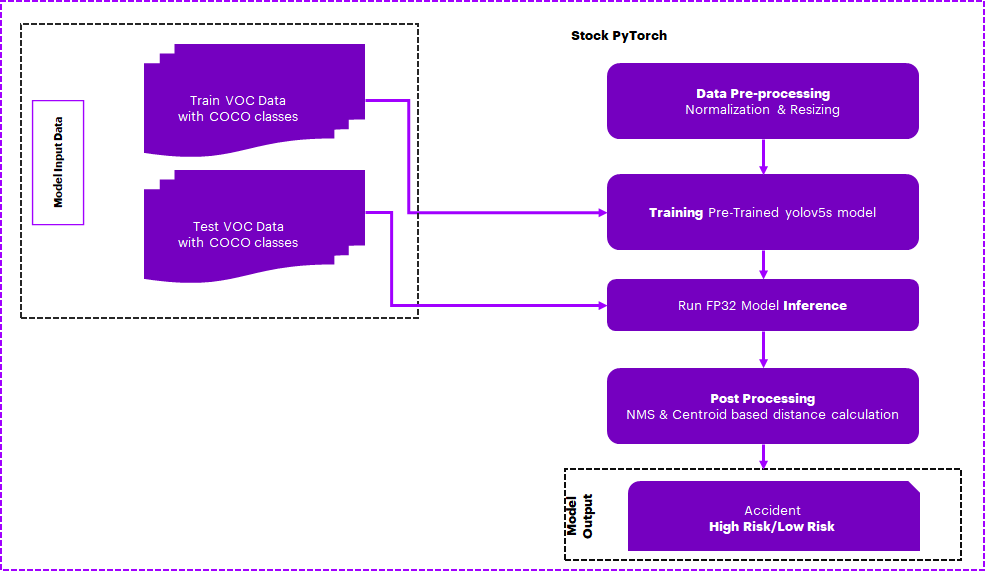 Stock PyTorch
Model Input Data
Train VOC Data
with COCO classes
Test VOC Data
with COCO classes
Data Pre-processing
Normalization & Resizing
Training Pre-Trained yolov5s model
Run FP32 Model Inference
Post Processing
NMS & Centroid based distance calculation
Model
Output
Accident
High Risk/Low Risk